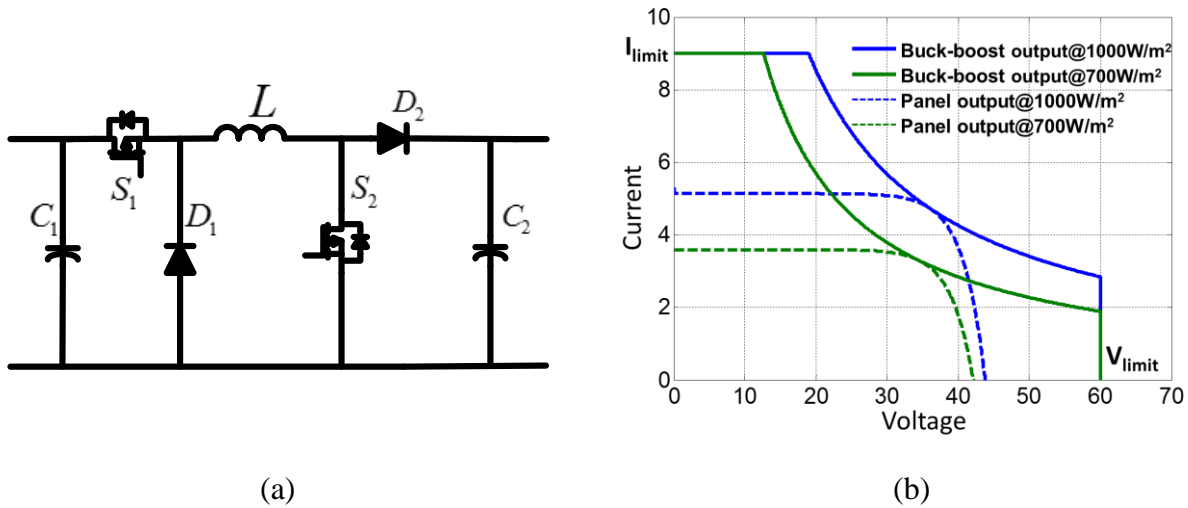 L
D₂
S₁
S₂
C₁
D₁
C₂
(a)
10
8
6
4
2
0
Current
I_limit
Buck-boost output@1000W/m²
Buck-boost output@700W/m²
Panel output@1000W/m²
Panel output@700W/m²
V_limit
0 10 20 30 40 50 60 70
Voltage
(b)